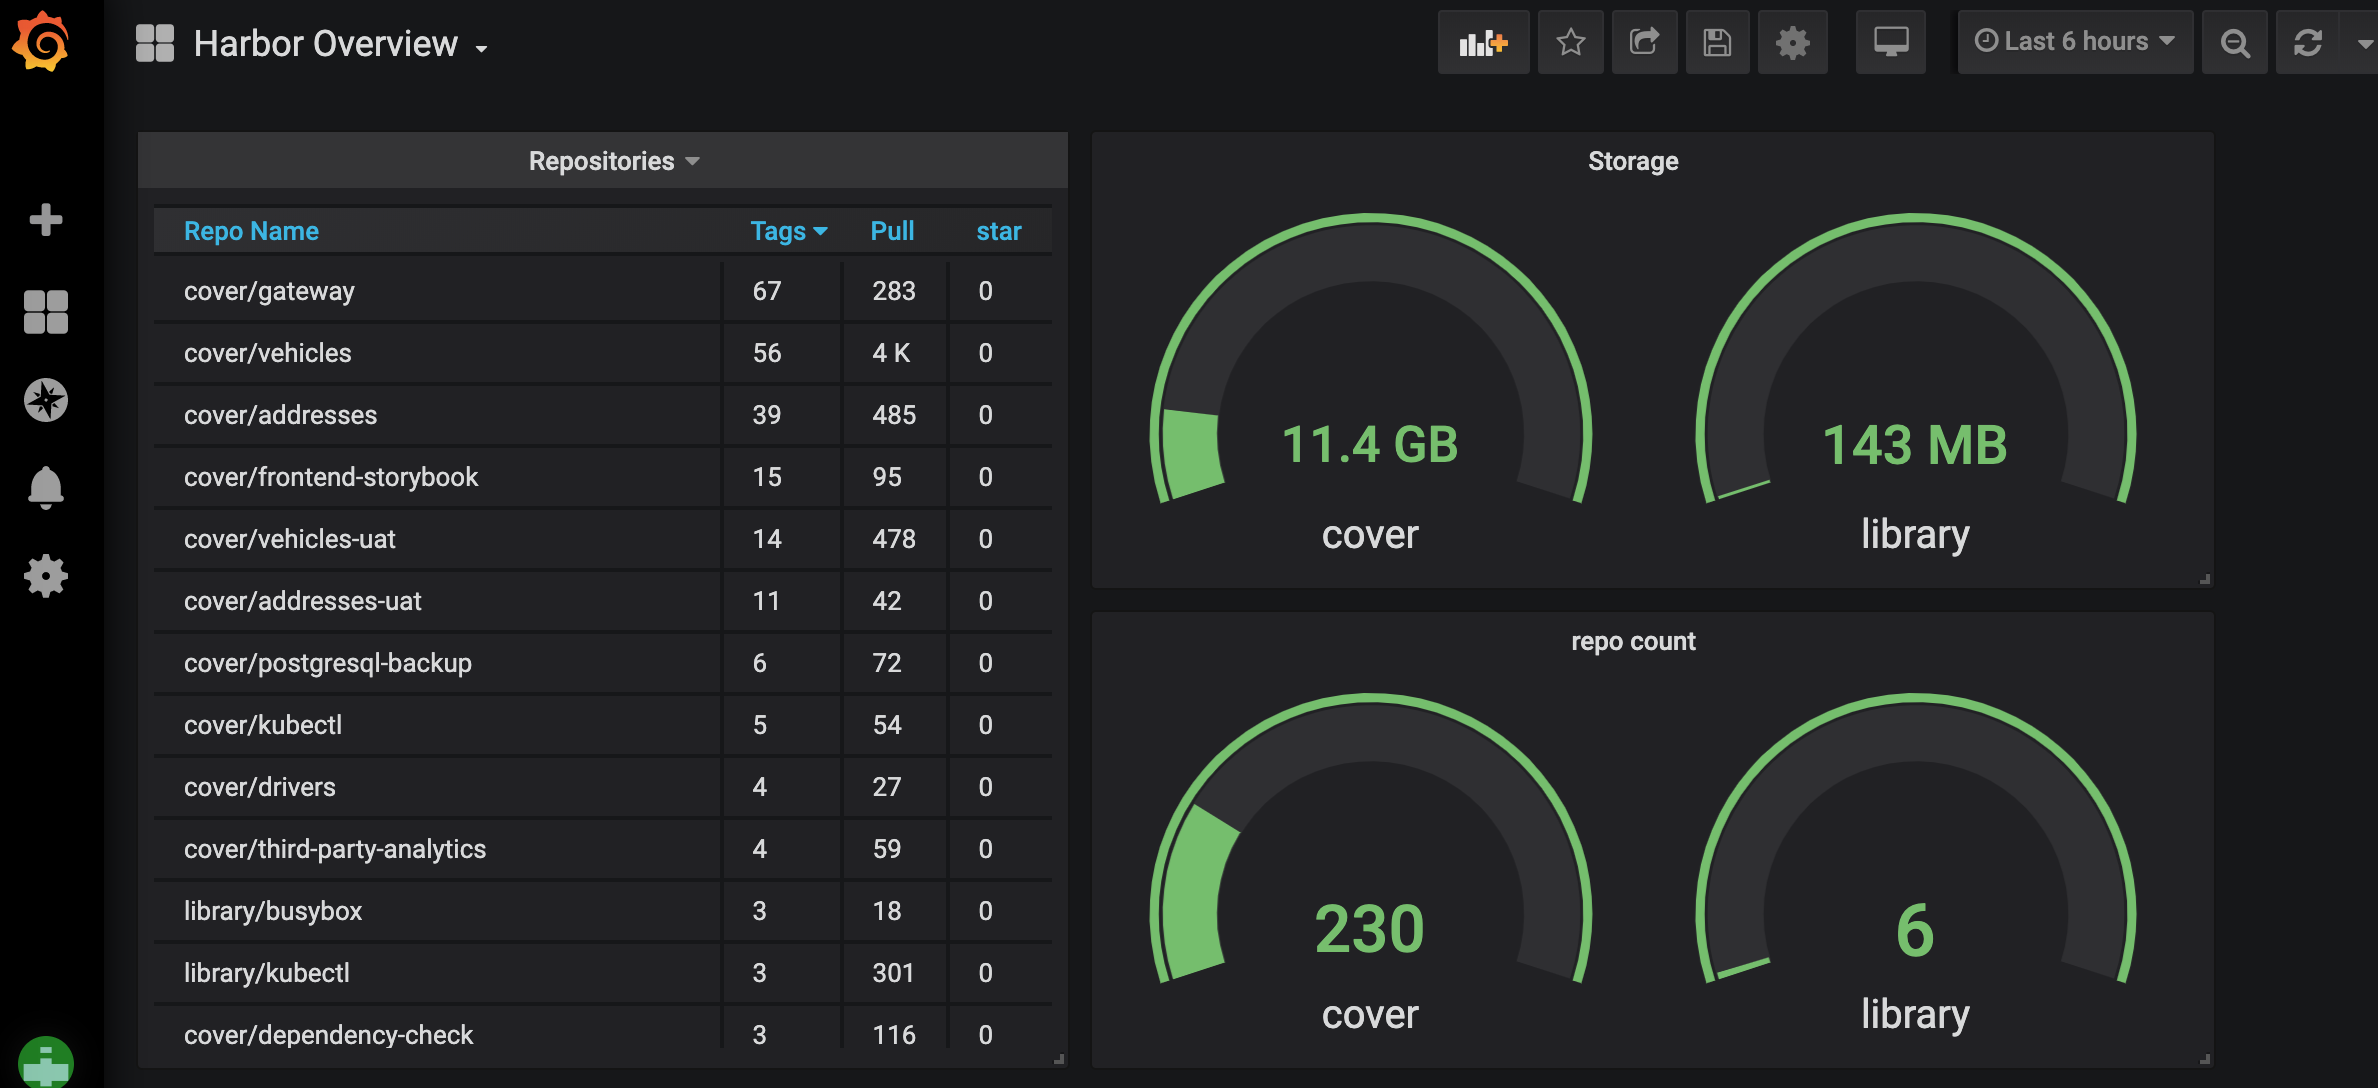 Harbor Overview
Last 6 hours
Repositories
Repo Name Tags Pull star
cover/gateway 67 283 0
cover/vehicles 56 4 K 0
cover/addresses 39 485 0
cover/frontend-storybook 15 95 0
cover/vehicles-uat 14 478 0
cover/addresses-uat 11 42 0
cover/postgresql-backup 6 72 0
cover/kubectl 5 54 0
cover/drivers 4 27 0
cover/third-party-analytics 4 59 0
library/busybox 3 18 0
library/kubectl 3 301 0
cover/dependency-check 3 116 0
Storage
11.4 GB 143 MB
cover library
repo count
230 6
cover library